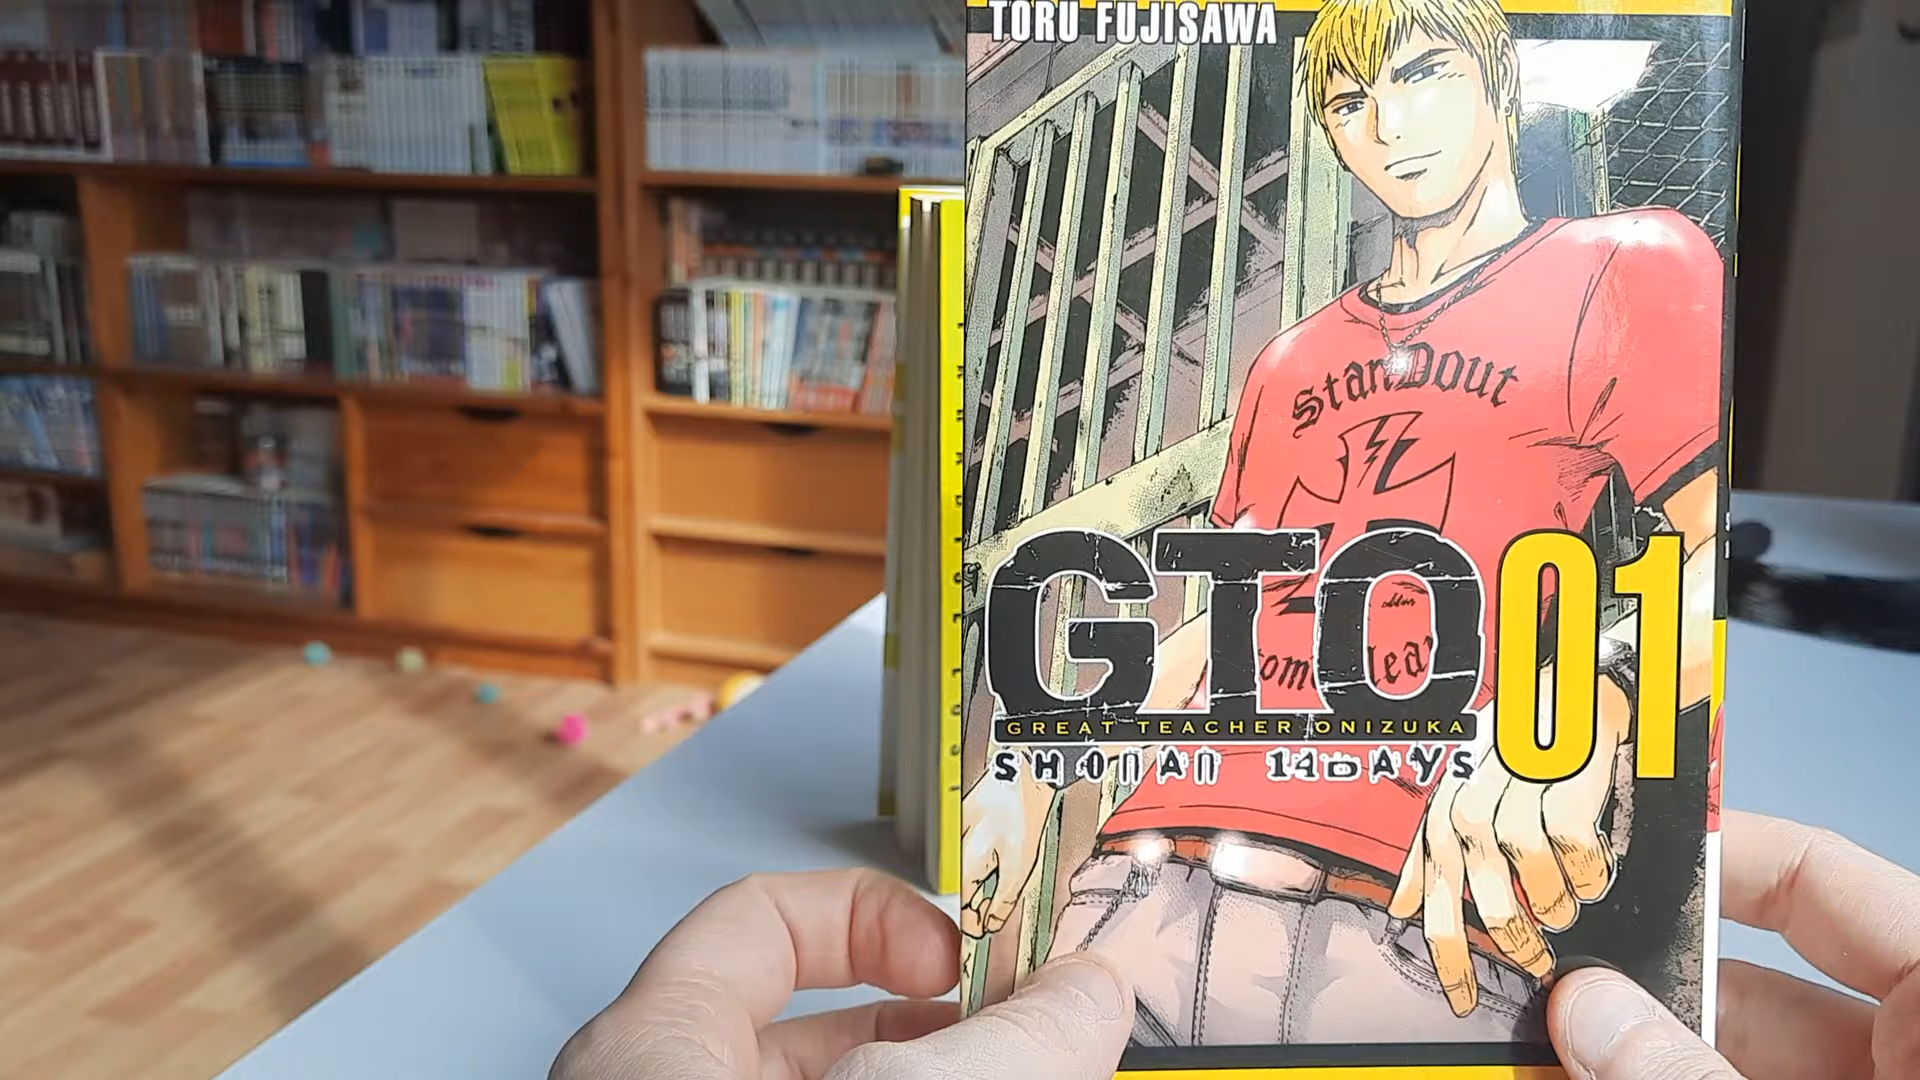 TORU FUJISAWA
StanDout
GTO 01
GREAT TEACHER ONIZUKA
SHONAN 14DAYS